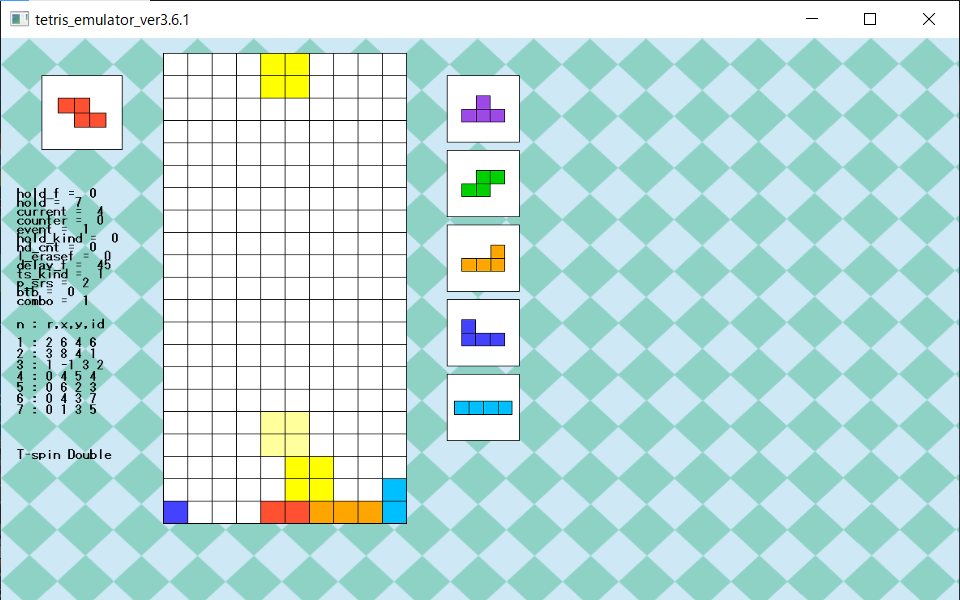 tetris_emulator_ver3.6.1
hold_f = 0
hold = 7
current = 4
counter = 0
event = 1
hold_kind = 0
hd_cnt = 0
l_erasef = 0
delay_f = 45
ts_kind = 1
p_srs = 2
btb = 0
combo = 1
n : r,x,y,id
1 : 2 6 4 6
2 : 3 8 4 1
3 : 1 -1 3 2
4 : 0 4 5 4
5 : 0 6 2 3
6 : 0 4 3 7
7 : 0 1 3 5
T-spin Double